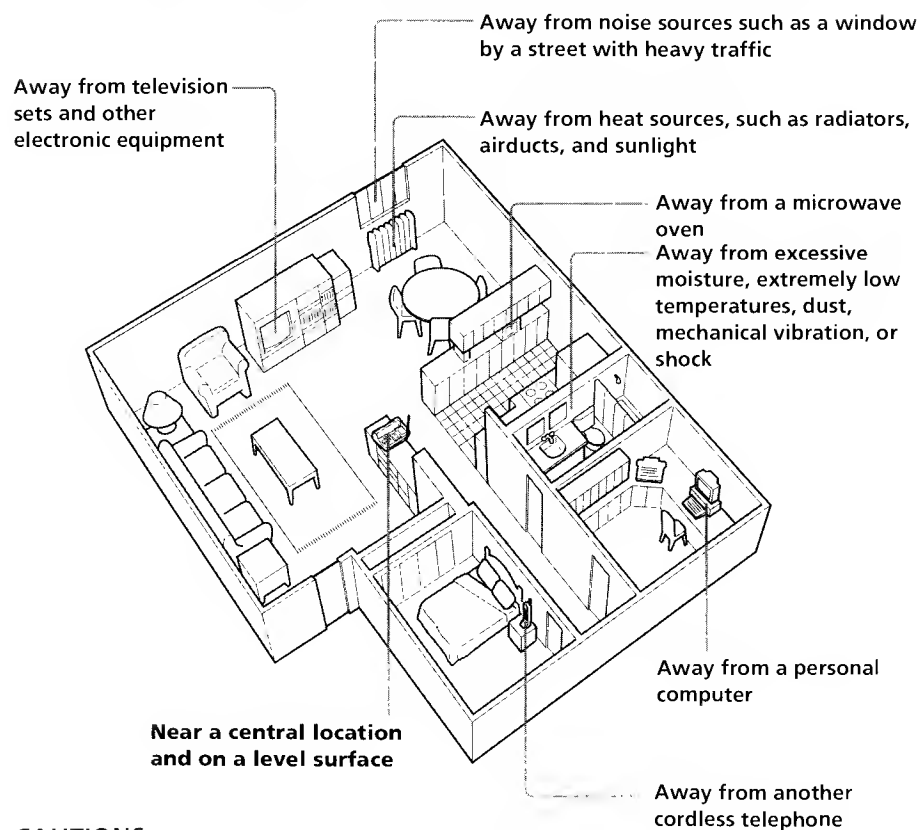 Away from noise sources such as a window
by a street with heavy traffic
Away from television
sets and other
electronic equipment
Away from heat sources, such as radiators,
airducts, and sunlight
Away from a microwave
oven
Away from excessive
moisture, extremely low
temperatures, dust,
mechanical vibration, or
shock
Away from a personal
computer
Near a central location
and on a level surface
Away from another
cordless telephone
CAUTIONS